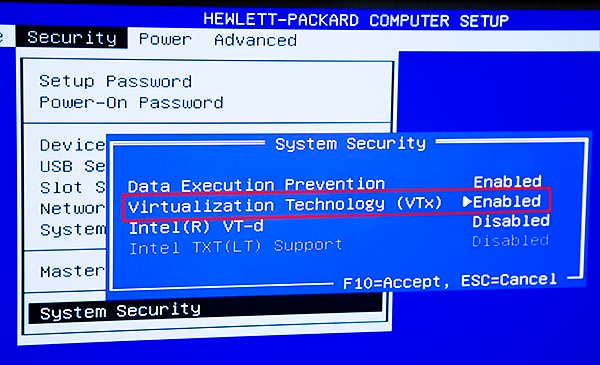 HEWLETT-PACKARD COMPUTER SETUP
Security Power Advanced
Setup Password
Power-On Password
Device
USB Se
Slot S
Networ
System
Master
System Security
System Security
Data Execution Prevention Enabled
Virtualization Technology (VTx) ▶Enabled
Intel(R) VT-d Disabled
Intel TXT(LT) Support Disabled
F10=Accept, ESC=Cancel